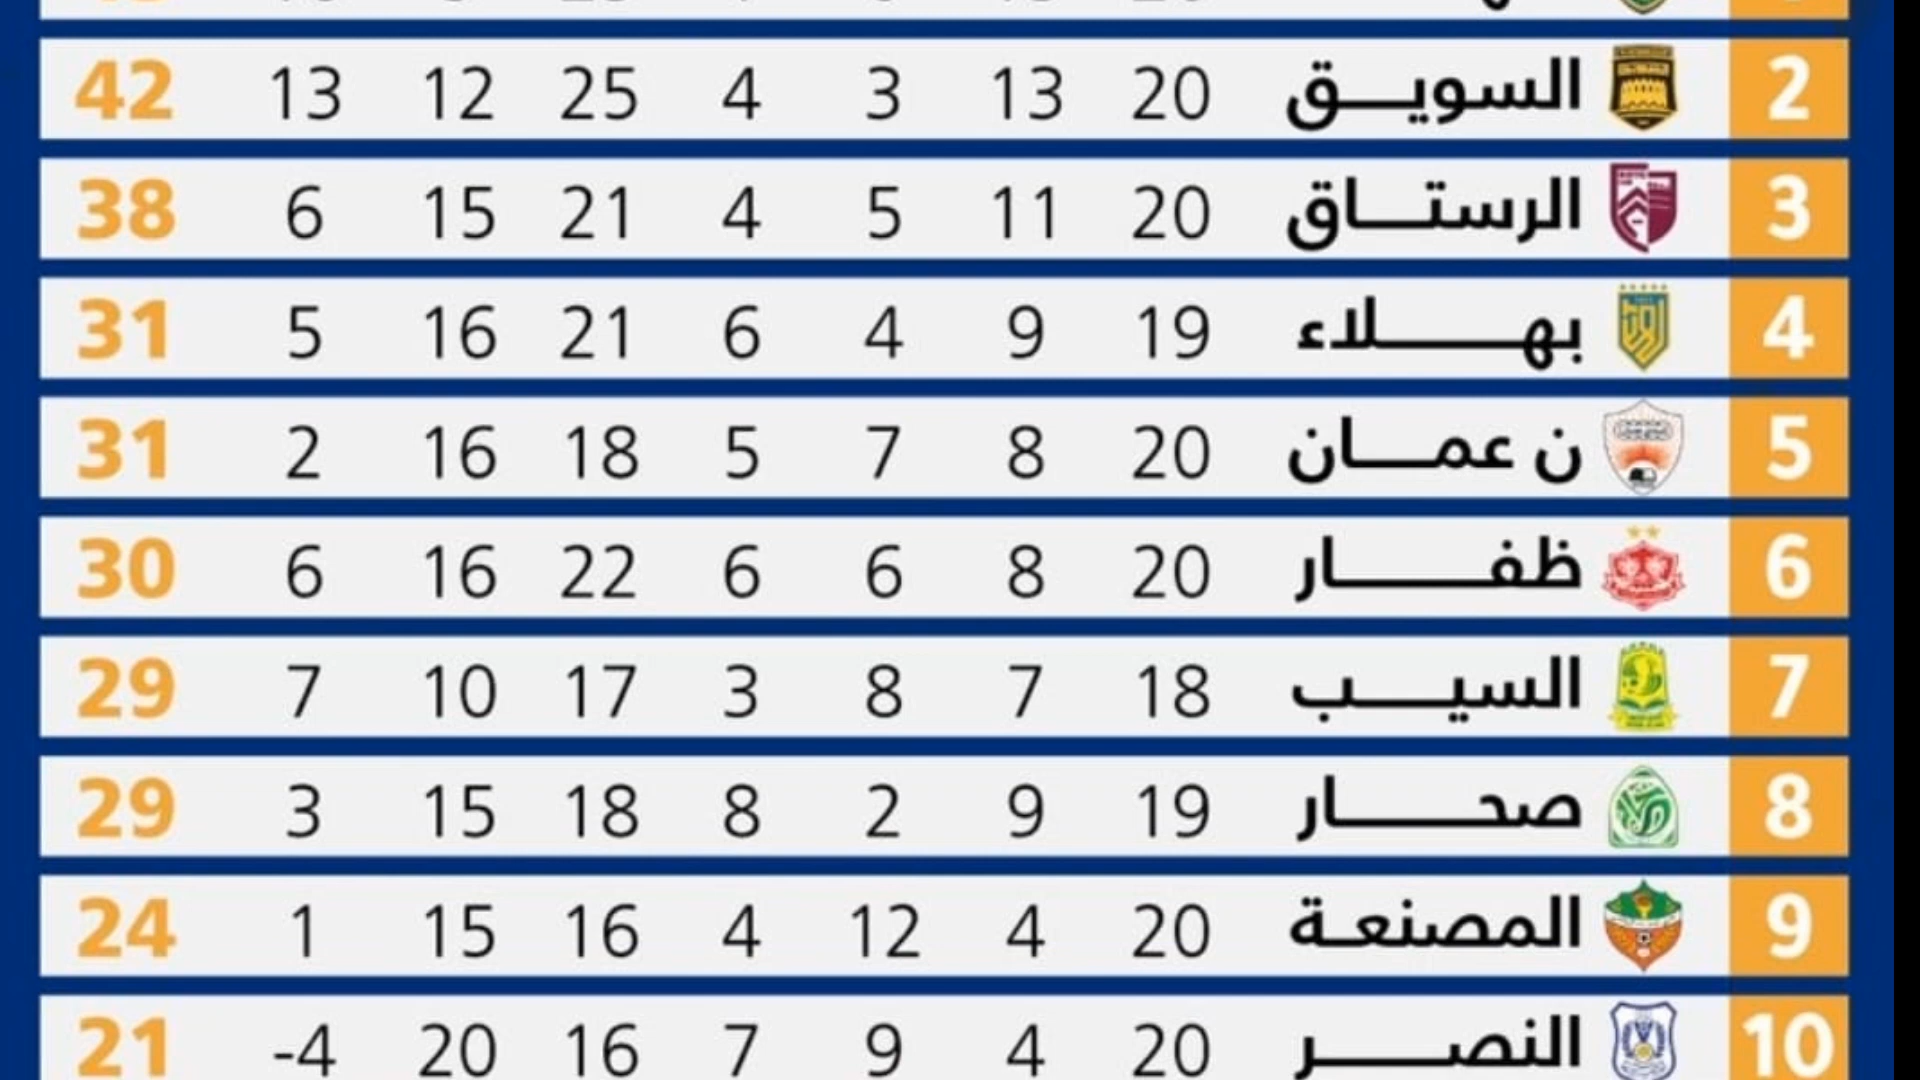 2 السويق 20 13 3 4 25 12 13 42
3 الرستاق 20 11 5 4 21 15 6 38
4 بهلاء 19 9 4 6 21 16 5 31
5 ن عمان 20 8 7 5 18 16 2 31
6 ظفار 20 8 6 6 22 16 6 30
7 السيب 18 7 8 3 17 10 7 29
8 صحار 19 9 2 8 18 15 3 29
9 المصنعة 20 4 12 4 16 15 1 24
10 النصر 20 4 9 7 16 20 -4 21